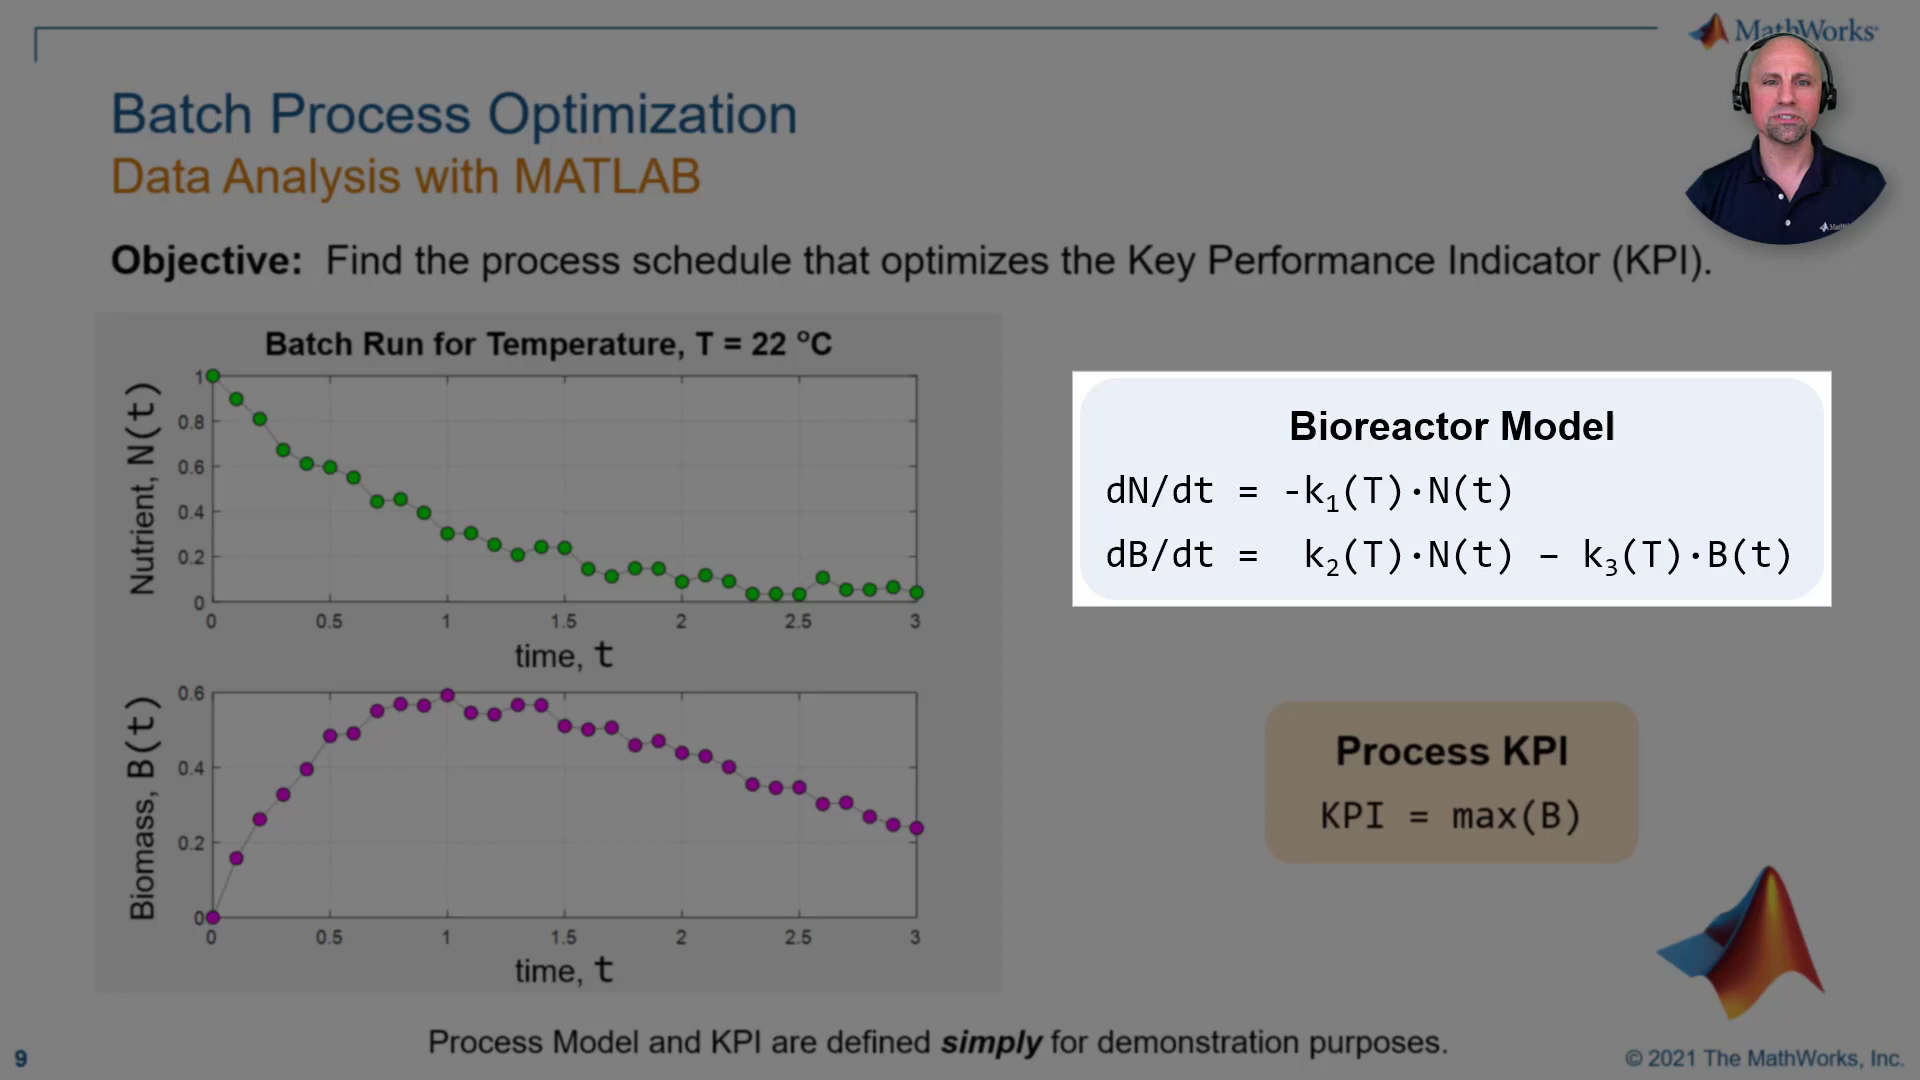 MathWorks®
Batch Process Optimization
Data Analysis with MATLAB
Objective: Find the process schedule that optimizes the Key Performance Indicator (KPI).
Batch Run for Temperature, T = 22 °C
Nutrient, N(t)
1
0.8
0.6
0.4
0.2
0
0 0.5 1 1.5 2 2.5 3
time, t
Biomass, B(t)
0.6
0.4
0.2
0
0 0.5 1 1.5 2 2.5 3
time, t
Bioreactor Model
dN/dt = -k₁(T)·N(t)
dB/dt = k₂(T)·N(t) – k₃(T)·B(t)
Process KPI
KPI = max(B)
Process Model and KPI are defined simply for demonstration purposes.
9
© 2021 The MathWorks, Inc.